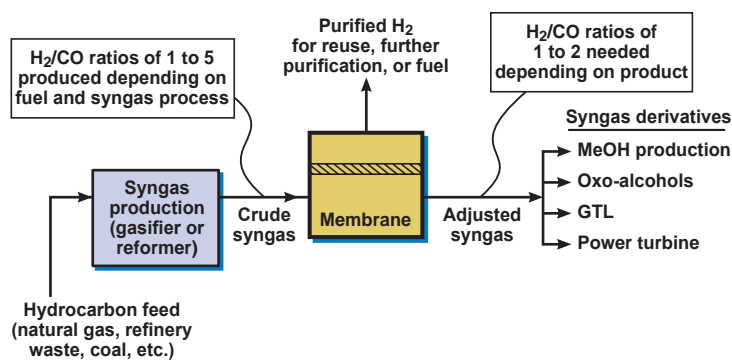 H2/CO ratios of 1 to 5
produced depending on
fuel and syngas process
Purified H2
for reuse, further
purification, or fuel
H2/CO ratios of
1 to 2 needed
depending on product
Syngas derivatives
MeOH production
Oxo-alcohols
GTL
Power turbine
Syngas
production
(gasifier or
reformer)
Crude
syngas
Membrane
Adjusted
syngas
Hydrocarbon feed
(natural gas, refinery
waste, coal, etc.)